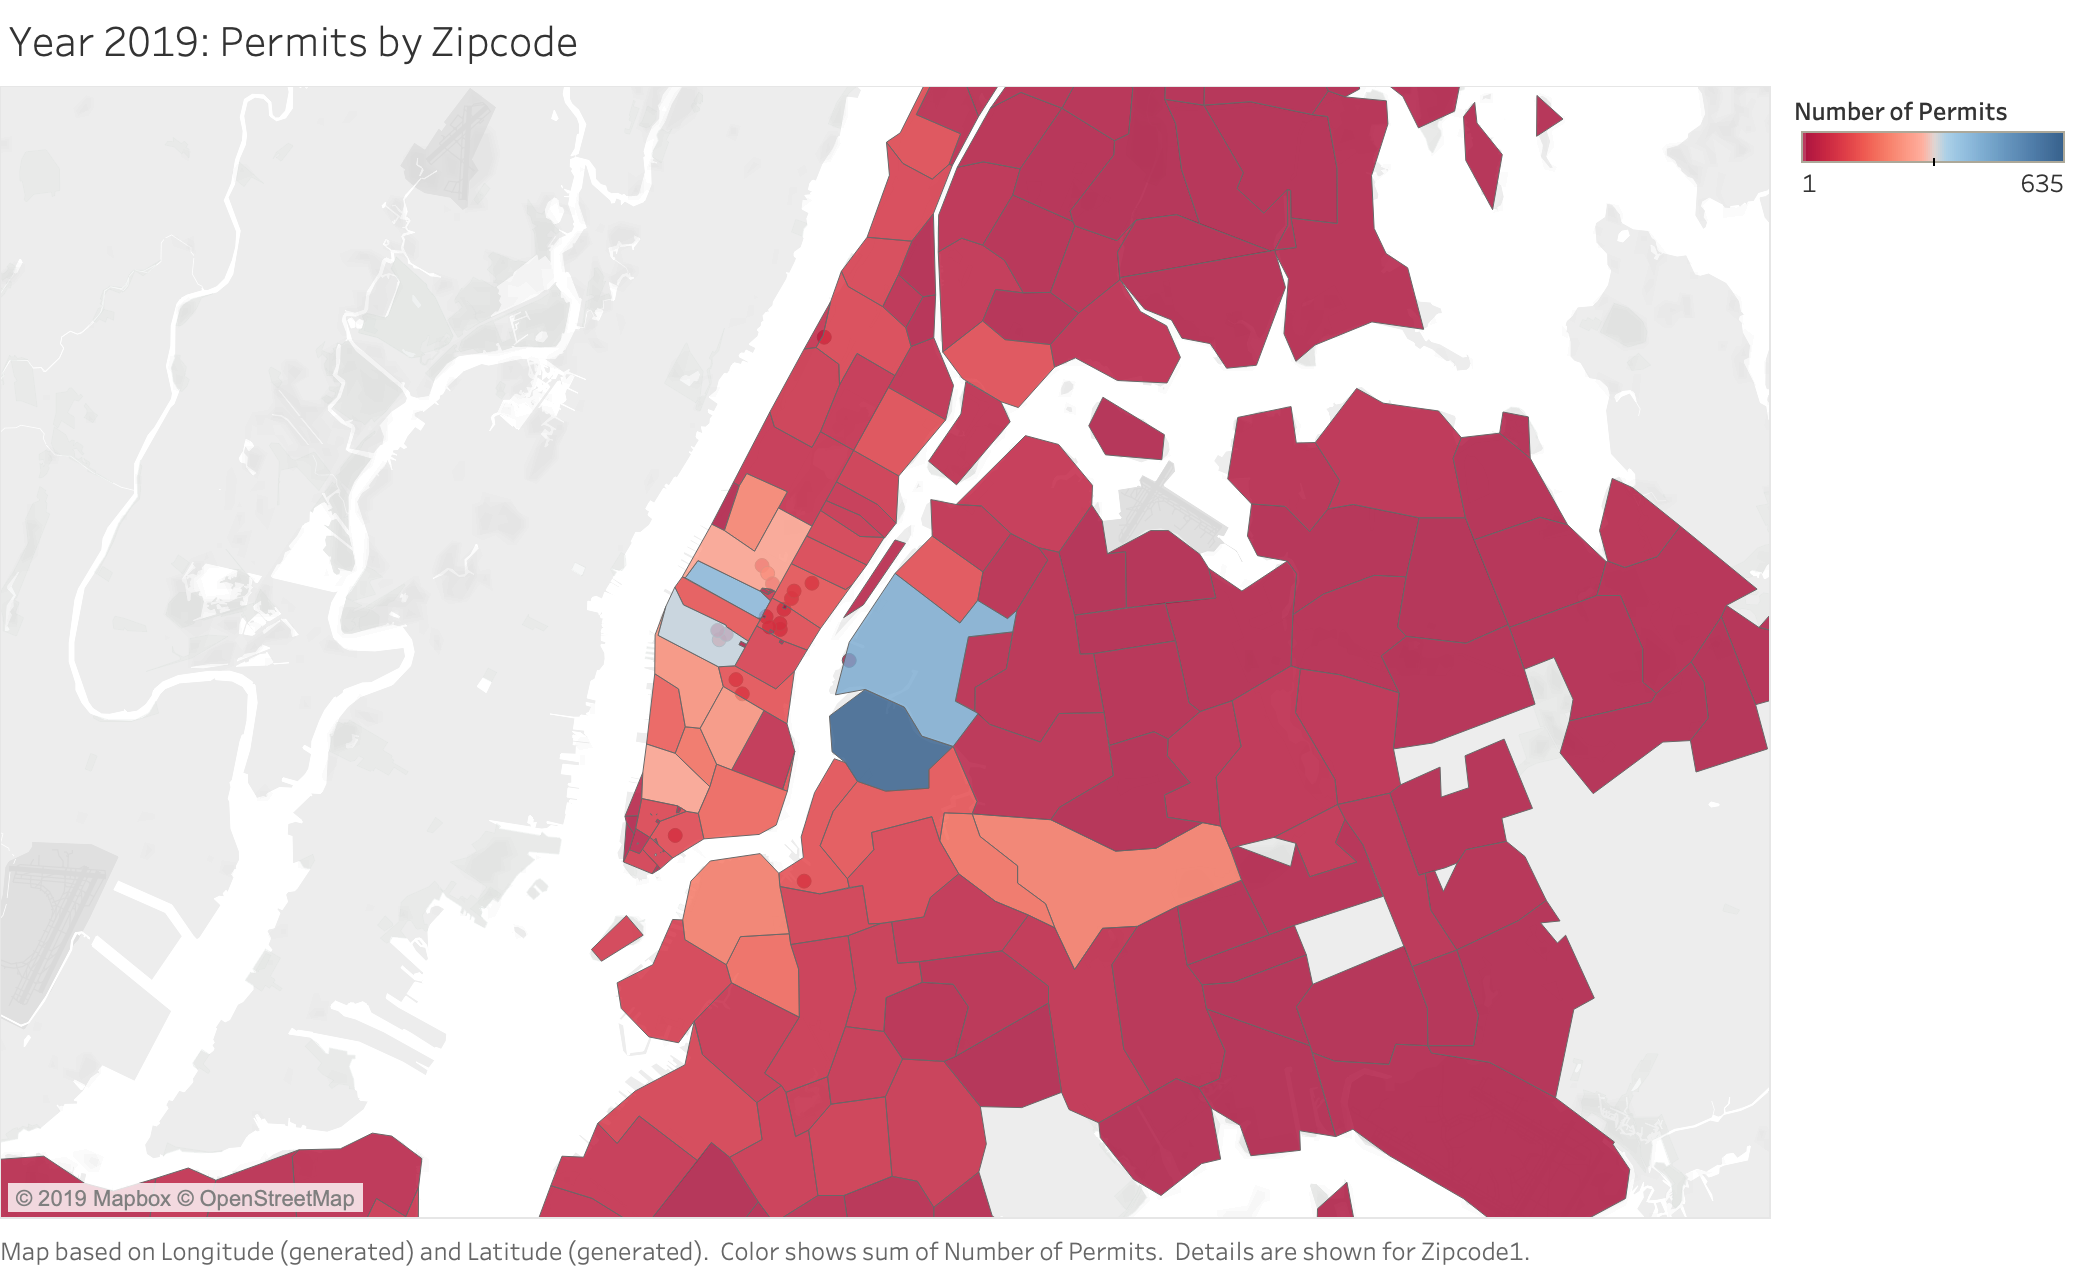 Year 2019: Permits by Zipcode
Number of Permits
1 635
© 2019 Mapbox © OpenStreetMap
Map based on Longitude (generated) and Latitude (generated).  Color shows sum of Number of Permits.  Details are shown for Zipcode1.